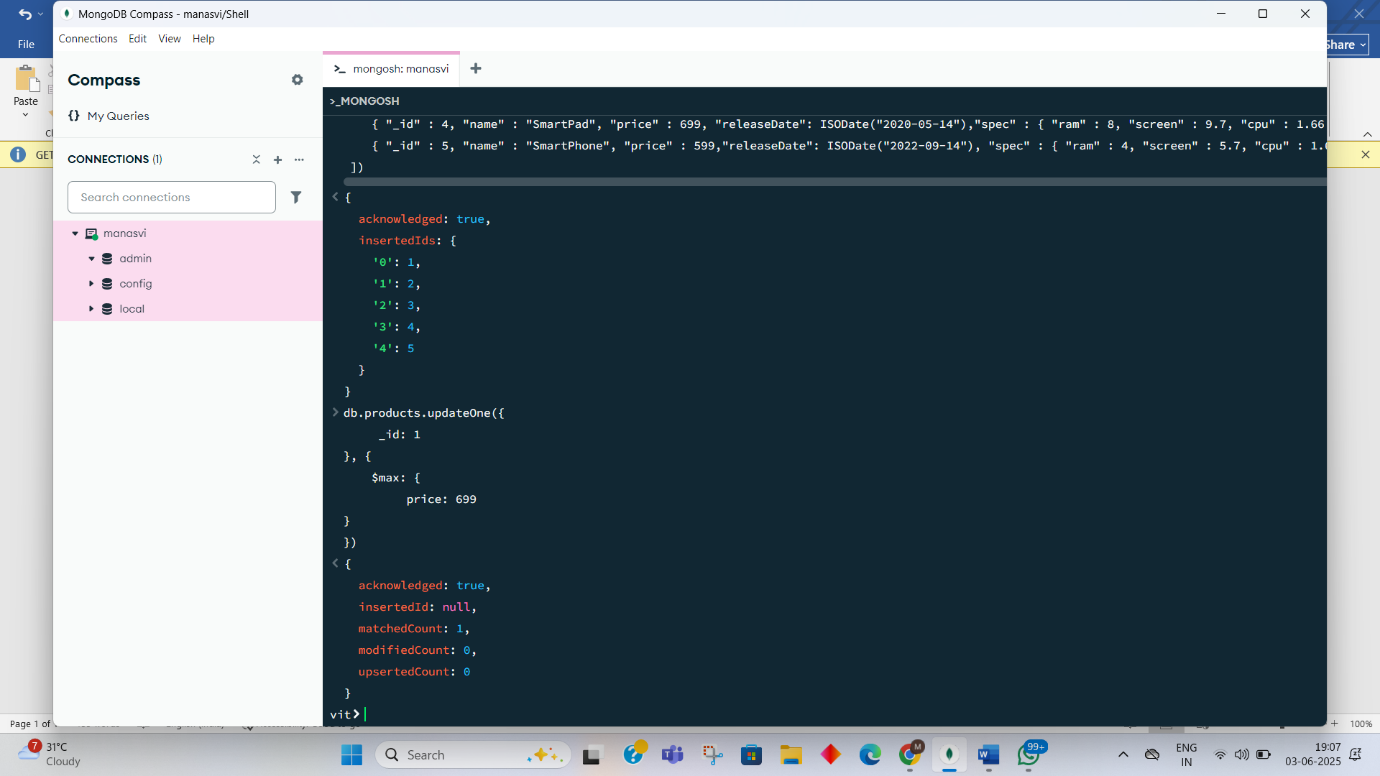 MongoDB Compass - manasvi/Shell
File
Share
Connections Edit View Help
Compass
>_ mongosh: manasvi
Paste
{} My Queries
>_MONGOSH
{ "_id" : 4, "name" : "SmartPad", "price" : 699, "releaseDate": ISODate("2020-05-14"),"spec" : { "ram" : 8, "screen" : 9.7, "cpu" : 1.66
{ "_id" : 5, "name" : "SmartPhone", "price" : 599,"releaseDate": ISODate("2022-09-14"), "spec" : { "ram" : 4, "screen" : 5.7, "cpu" : 1.
])
CONNECTIONS (1)
GET
Search connections
manasvi
admin
config
local
{
acknowledged: true,
insertedIds: {
'0': 1,
'1': 2,
'2': 3,
'3': 4,
'4': 5
}
}
db.products.updateOne({
_id: 1
}, {
$max: {
price: 699
}
})
{
acknowledged: true,
insertedId: null,
matchedCount: 1,
modifiedCount: 0,
upsertedCount: 0
}
vit>
Page 1 of
100%
7
31°C
Cloudy
Search
M
99+
ENG
IN
19:07
03-06-2025